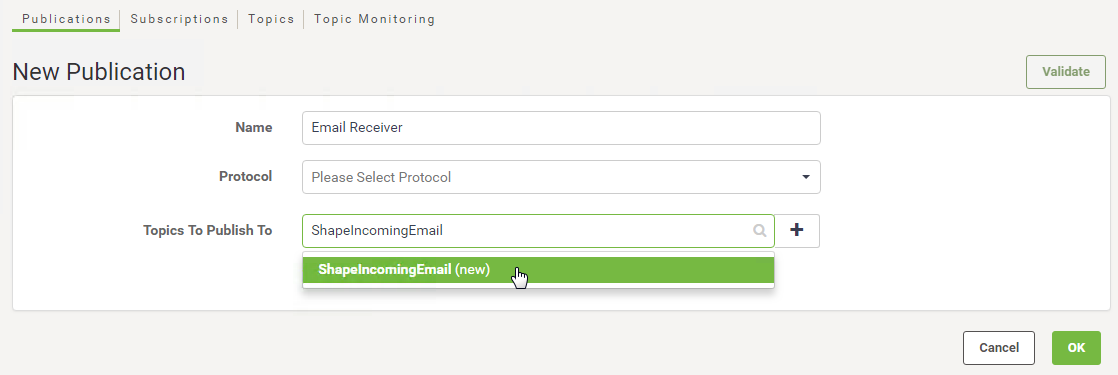 Publications Subscriptions Topics Topic Monitoring
New Publication Validate
Name Email Receiver
Protocol Please Select Protocol
Topics To Publish To ShapeIncomingEmail +
ShapeIncomingEmail (new)
Cancel OK